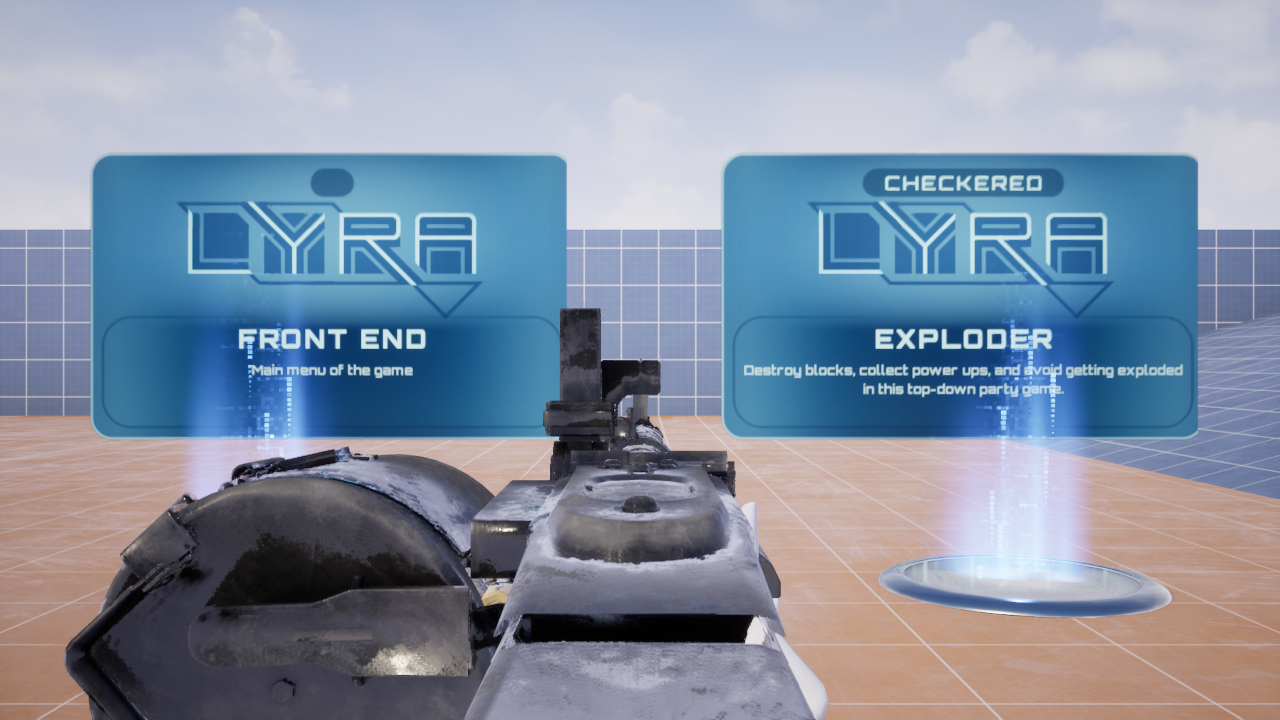 LYRA
FRONT END
Main menu of the game
CHECKERED
LYRA
EXPLODER
Destroy blocks, collect power ups, and avoid getting exploded
in this top-down party game.